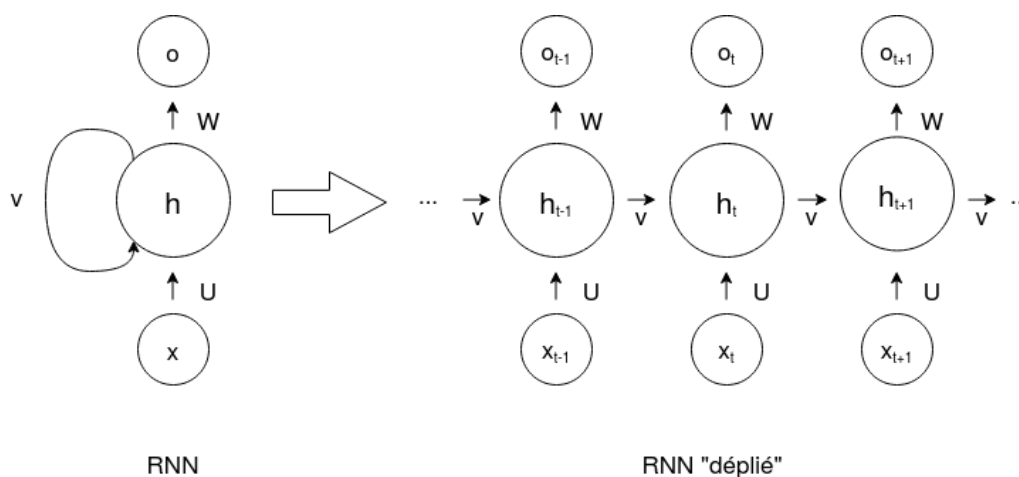 o
W
v
h
U
x
RNN
o_{t-1} o_t o_{t+1}
W W W
... v h_{t-1} v h_t v h_{t+1} v ..
U U U
x_{t-1} x_t x_{t+1}
RNN "déplié"